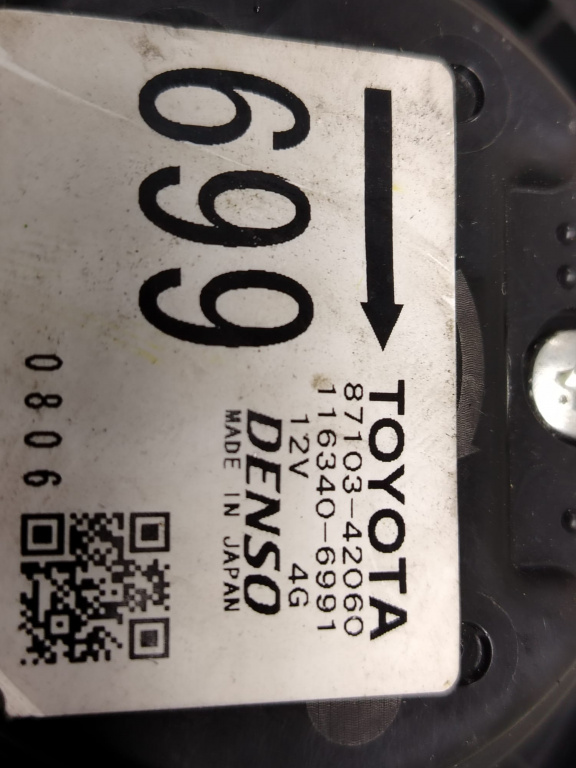 TOYOTA
87103-42060
116340-6991
12V 4G
DENSO
MADE IN JAPAN
699
0806